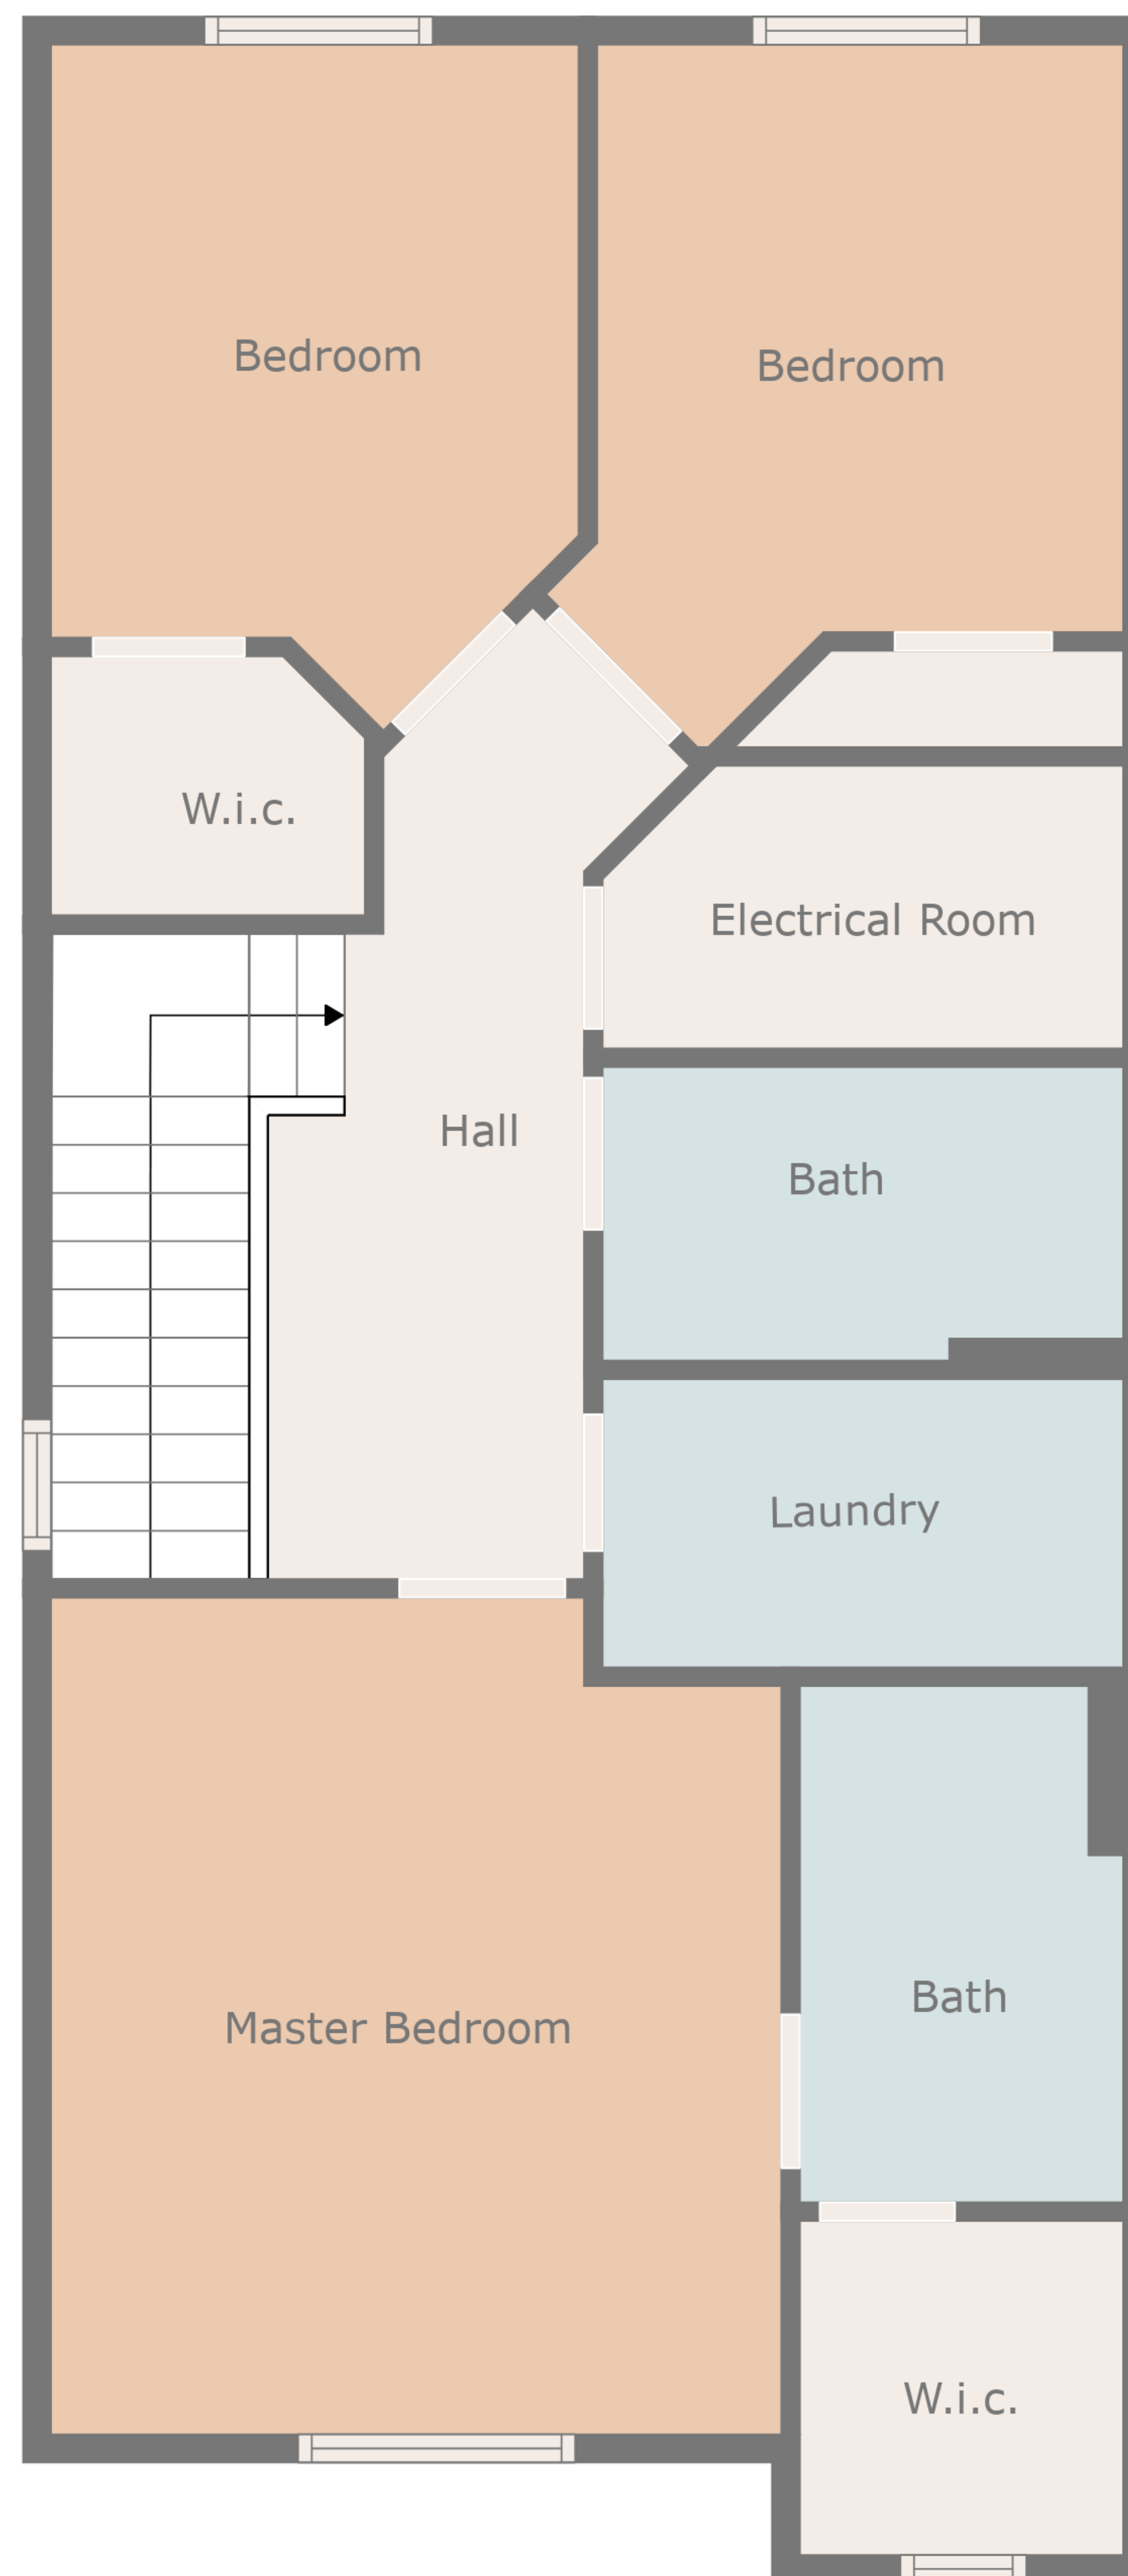 Bedroom
Bedroom
W.i.c.
Electrical Room
Hall
Bath
Laundry
Bath
Master Bedroom
W.i.c.